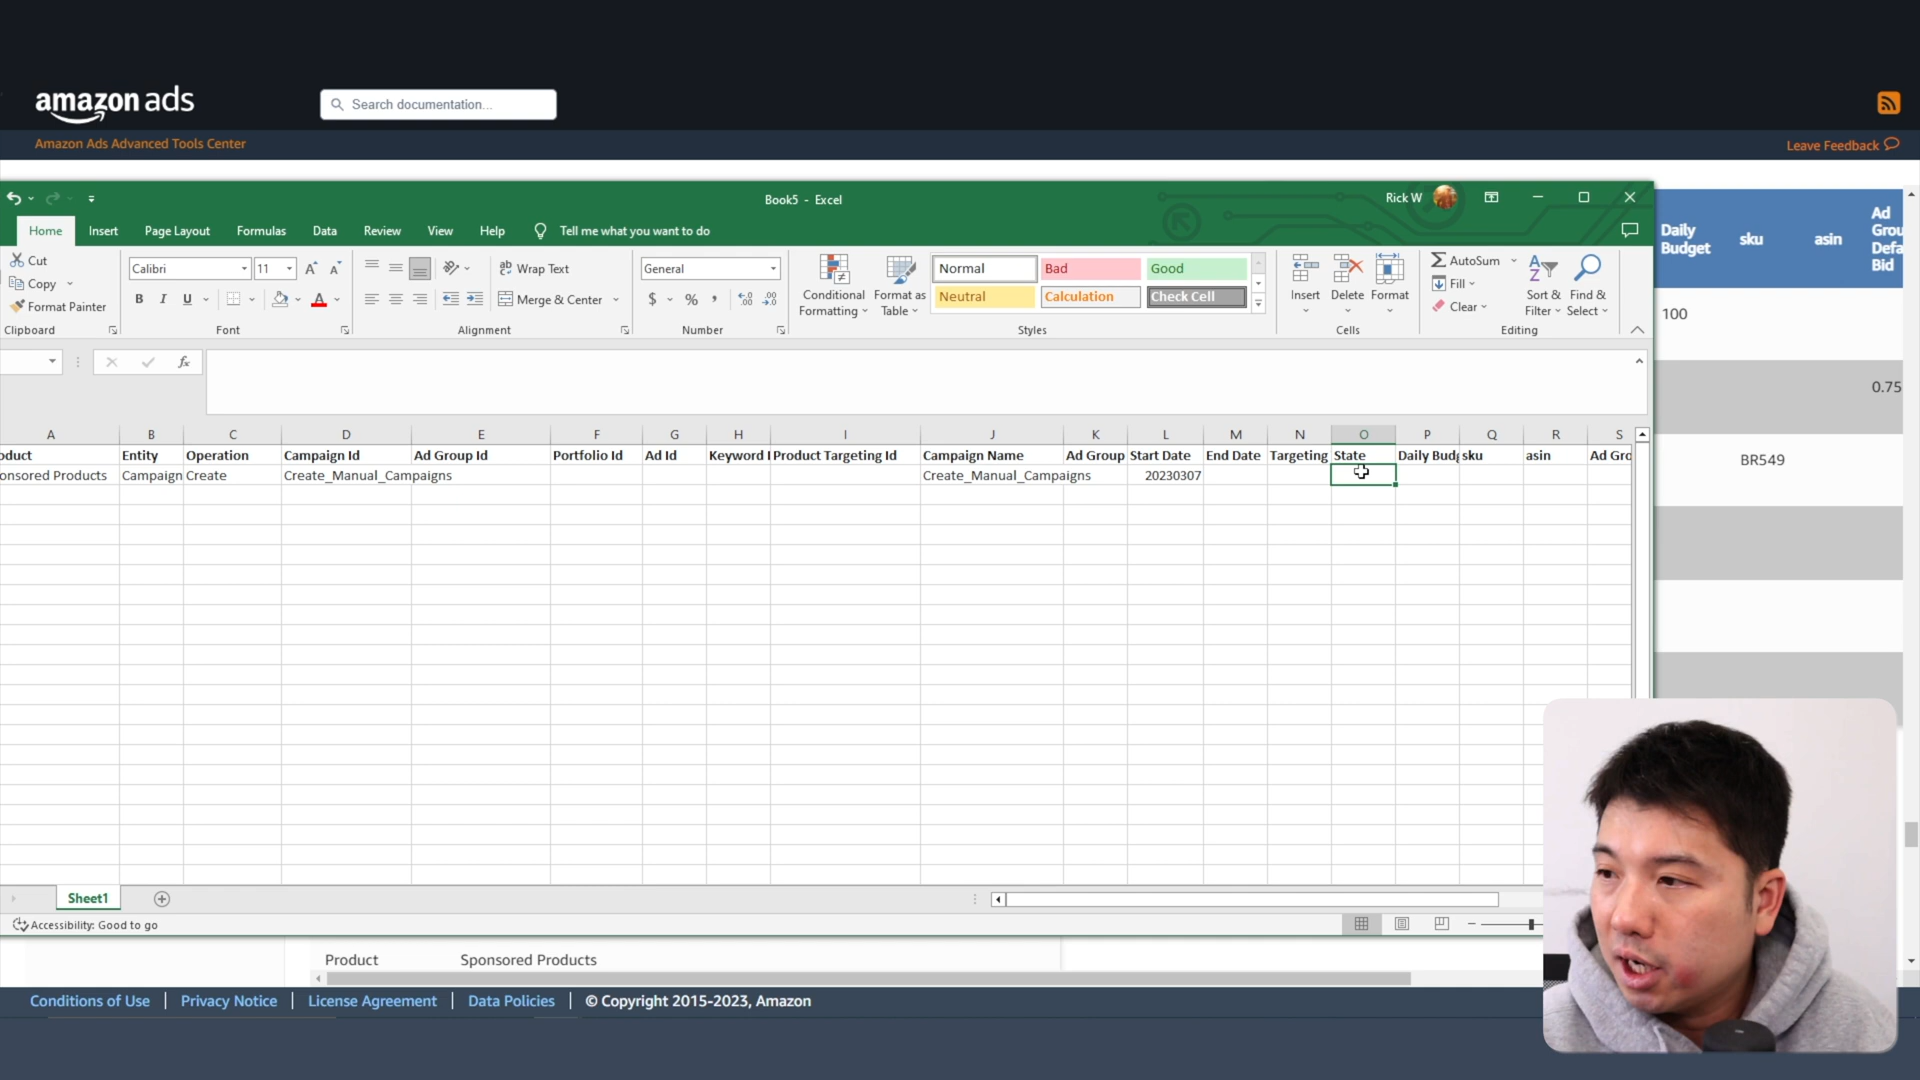 amazon ads
Search documentation...
Amazon Ads Advanced Tools Center
Leave Feedback
Book5 - Excel
Rick W
Home
Insert
Page Layout
Formulas
Data
Review
View
Help
Tell me what you want to do
Cut
Copy
Format Painter
Clipboard
Calibri
11
B
I
U
A
Font
Wrap Text
Merge & Center
Alignment
General
$
%
Number
Conditional
Formatting
Format as
Table
Normal
Bad
Good
Neutral
Calculation
Check Cell
Styles
Insert
Delete
Format
Cells
AutoSum
Fill
Clear
Sort &
Filter
Find &
Select
Editing
fx
A B C D E F G H I J K L M N O P Q R S
oduct Entity Operation Campaign Id Ad Group Id Portfolio Id Ad Id Keyword I Product Targeting Id Campaign Name Ad Group Start Date End Date Targeting State Daily Budg sku asin Ad Gro
onsored Products Campaign Create Create_Manual_Campaigns Create_Manual_Campaigns 20230307
Daily
Budget
sku
asin
Ad
Grou
Defa
Bid
100
0.75
BR549
Sheet1
Accessibility: Good to go
Product Sponsored Products
Conditions of Use | Privacy Notice | License Agreement | Data Policies | © Copyright 2015-2023, Amazon